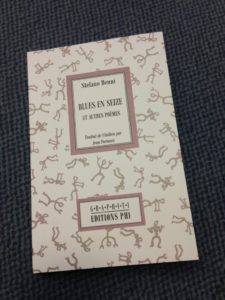 Stefano Benni
BLUES EN SEIZE
ET AUTRES POÈMES
Traduit de l'italien par
Jean Portante
G•R•A•P•H•I•T•I
EDITIONS PHI